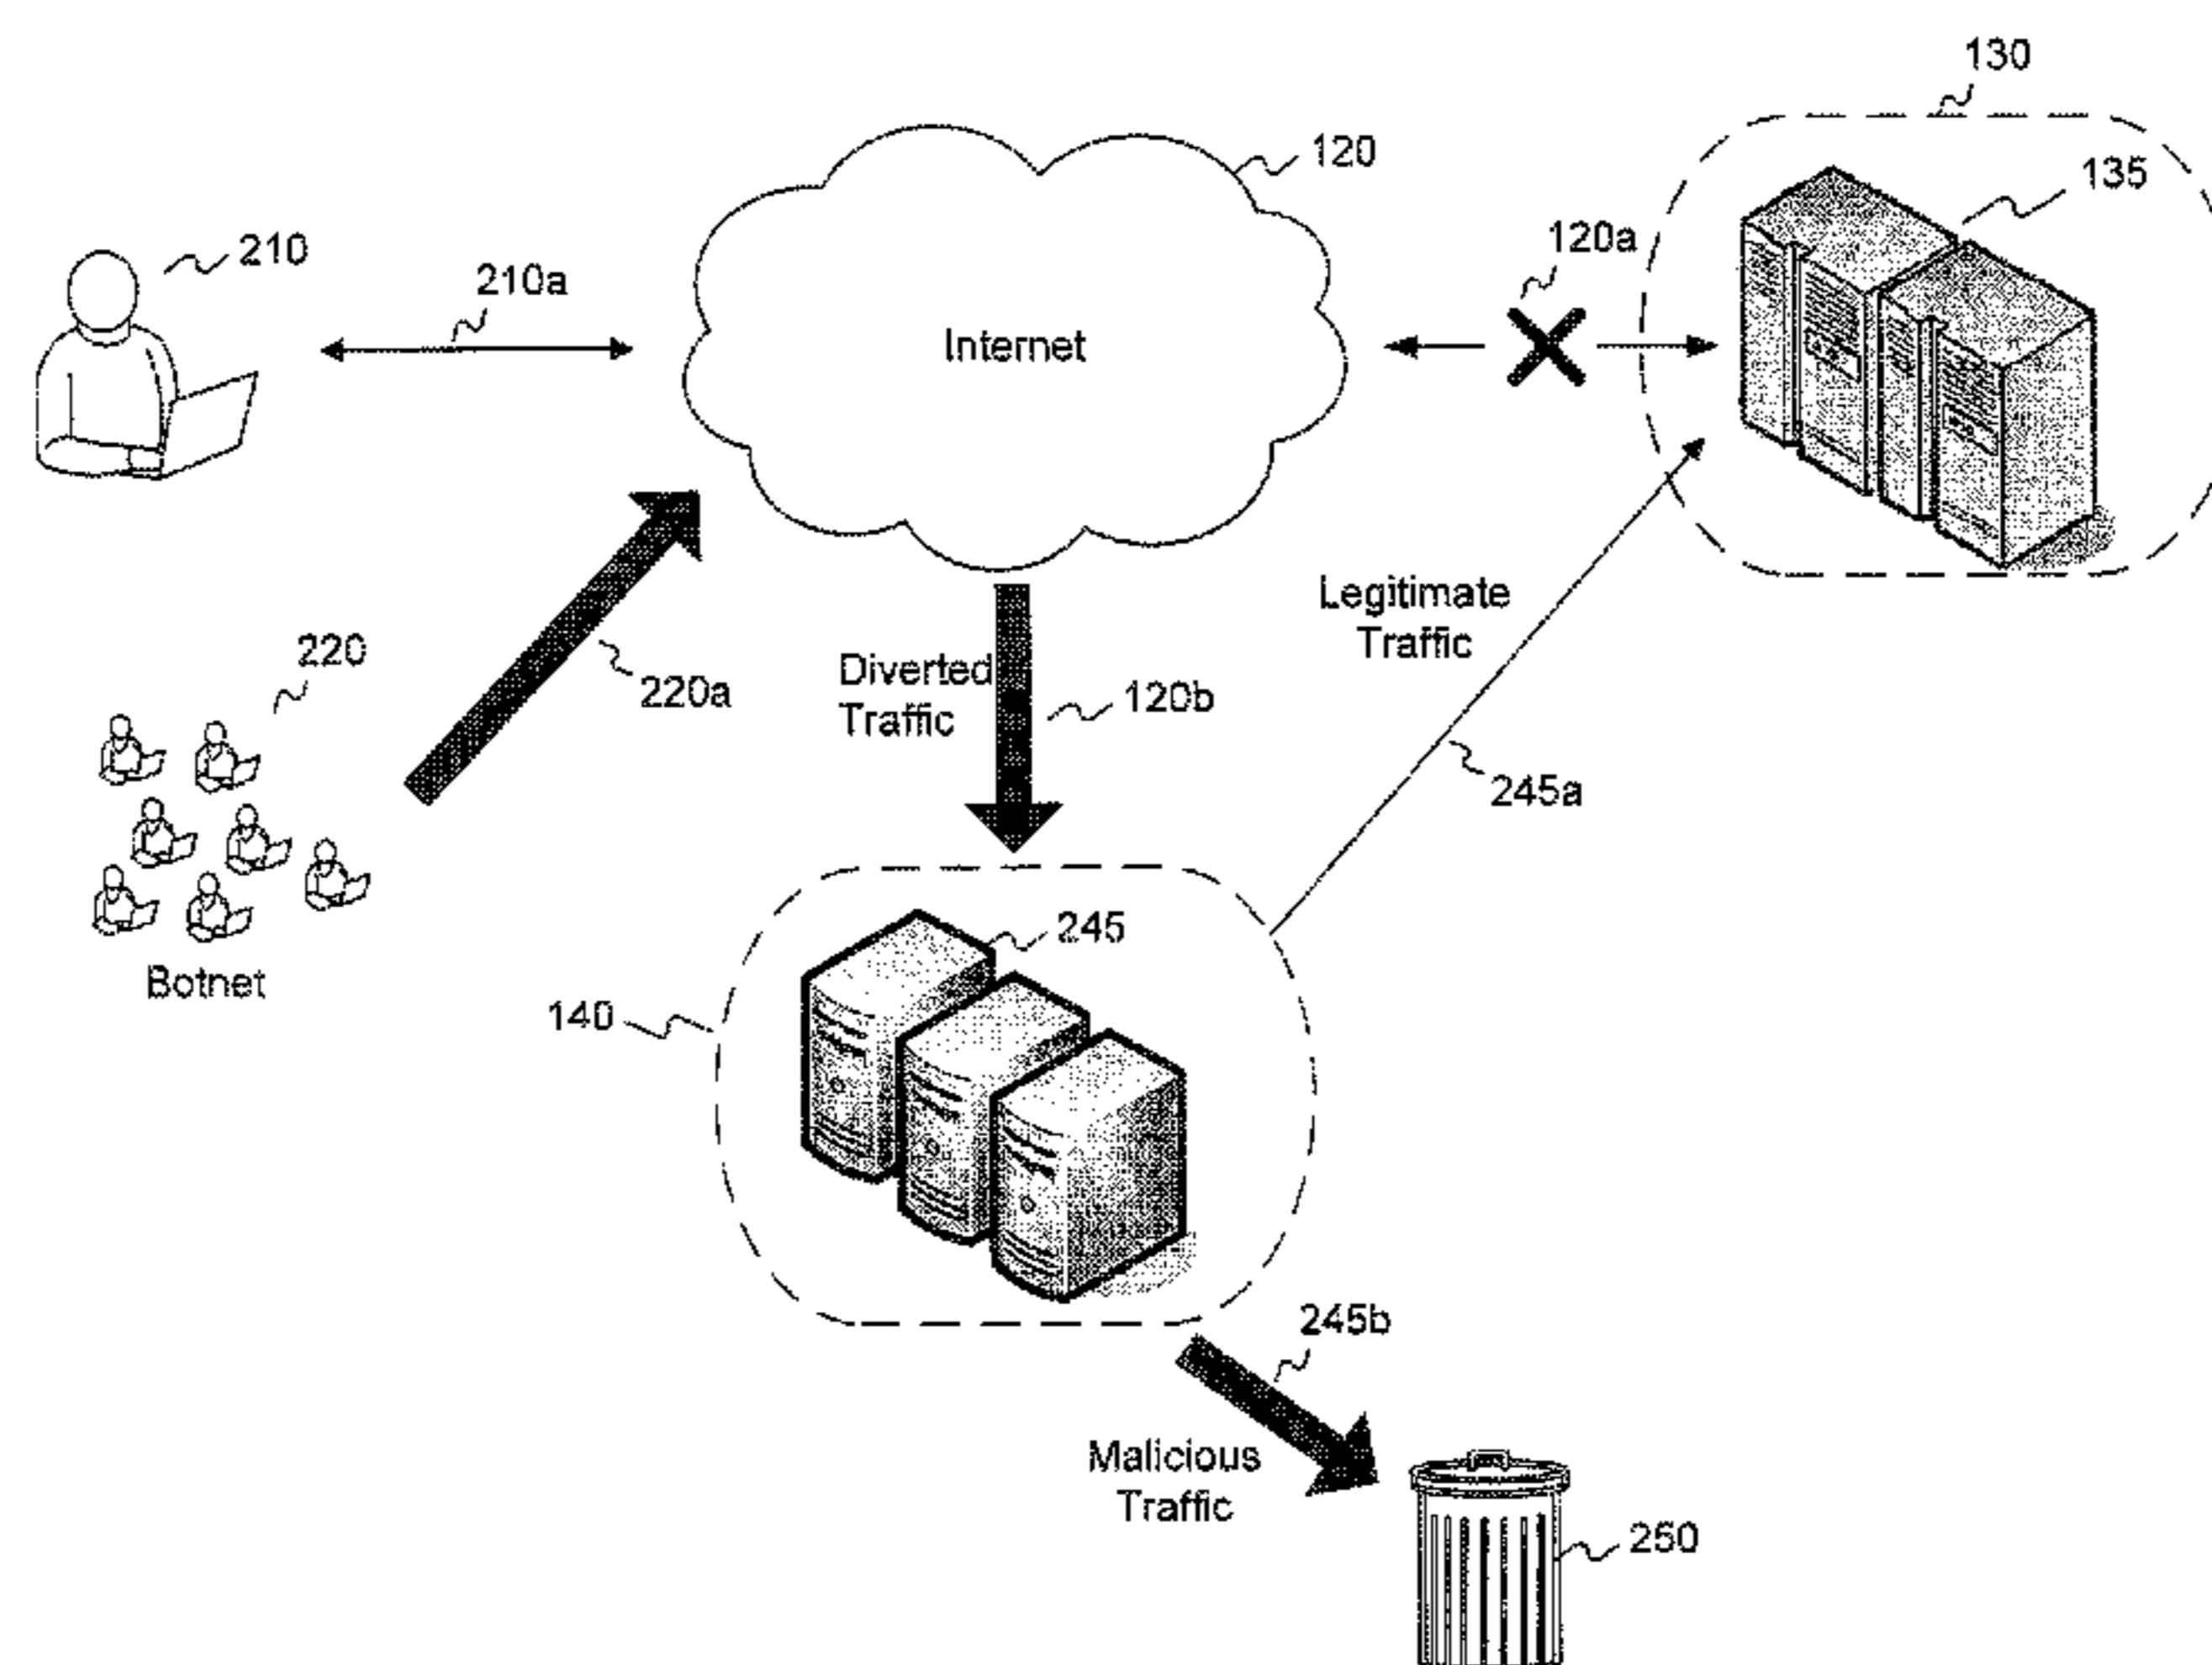 130
120
135
120a
210
210a
Internet
Legitimate
Traffic
220
Diverted
Traffic
220a
120b
245a
245
Botnet
140
245b
Malicious
Traffic
250